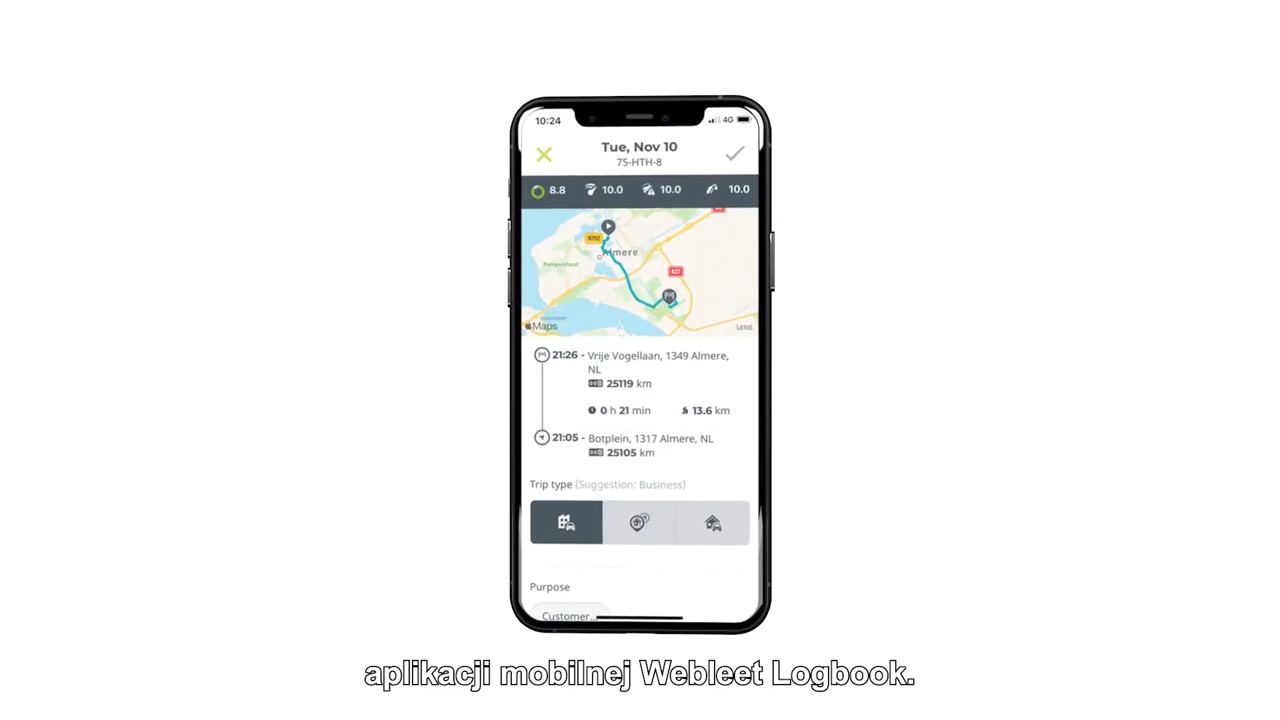 10:24
4G
Tue, Nov 10
75-HTH-8
8.8 10.0 10.0 10.0
N702
Almere
Pampushout
A27
Maps
Legal
21:26 - Vrije Vogellaan, 1349 Almere,
NL
25119 km
0 h 21 min 13.6 km
21:05 - Botplein, 1317 Almere, NL
25105 km
Trip type (Suggestion: Business)
Purpose
Customer...
aplikacji mobilnej Webleet Logbook.